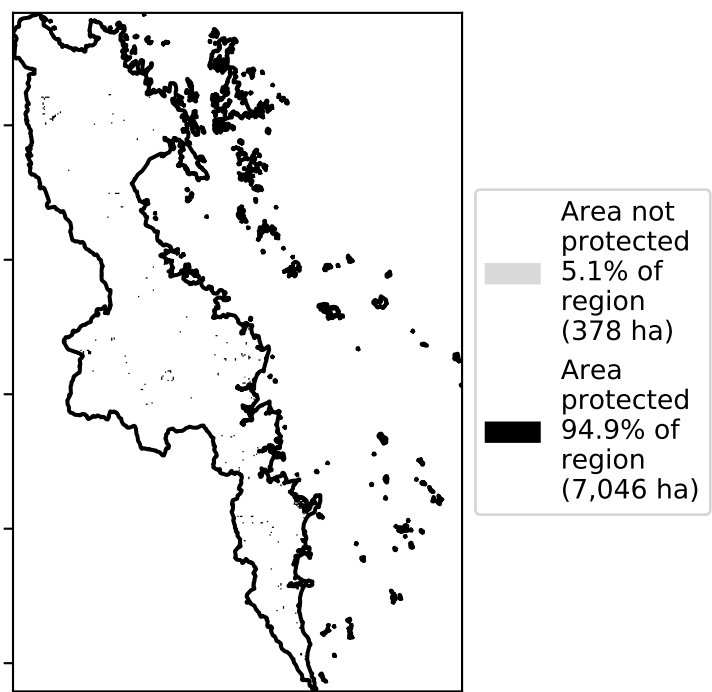 Area not
protected
5.1% of
region
(378 ha)
Area
protected
94.9% of
region
(7,046 ha)